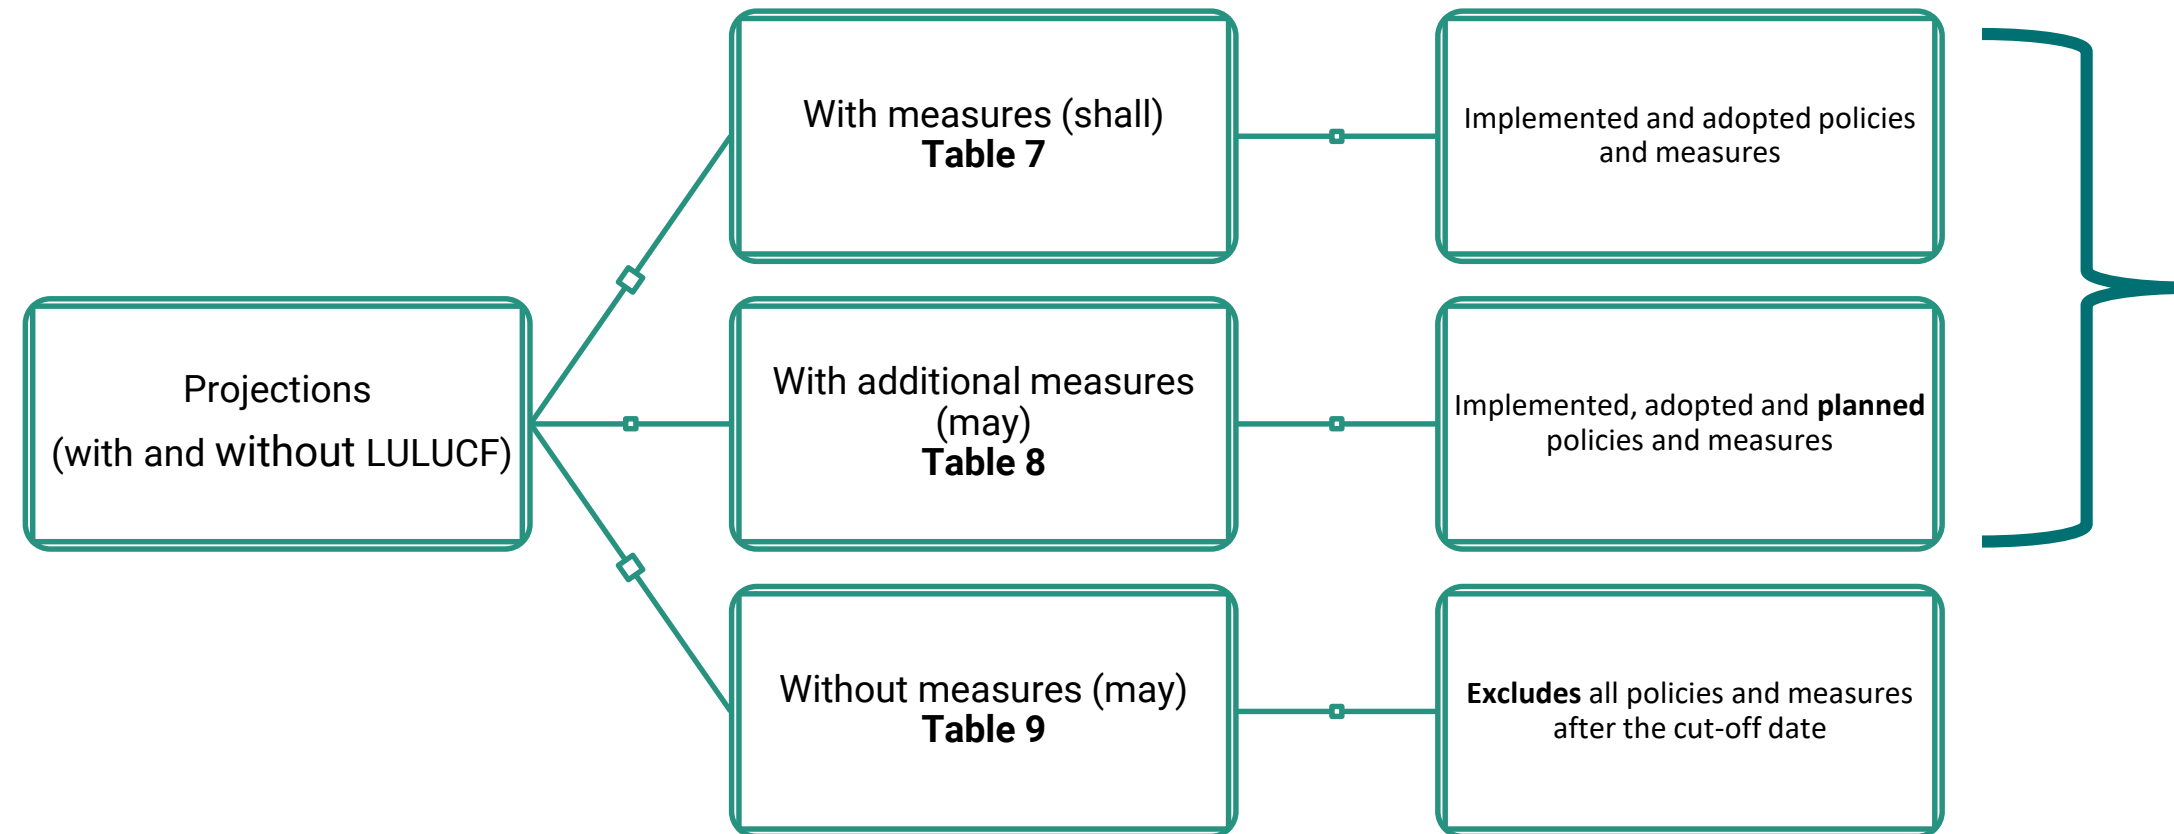 With measures (shall)
Table 7
Implemented and adopted policies
and measures
Projections
(with and without LULUCF)
With additional measures
(may)
Table 8
Implemented, adopted and planned
policies and measures
Without measures (may)
Table 9
Excludes all policies and measures
after the cut-off date